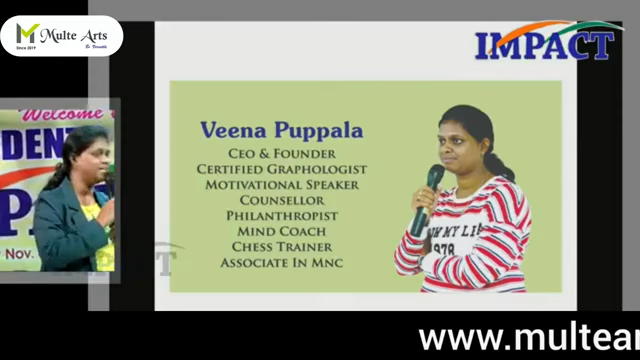 Multe Arts
Since 2019
IMPACT
Welcome
DENT
Nov.
Veena Puppala
CEO & FOUNDER
CERTIFIED GRAPHOLOGIST
MOTIVATIONAL SPEAKER
COUNSELLOR
PHILANTHROPIST
MIND COACH
CHESS TRAINER
ASSOCIATE IN MNC
www.multear